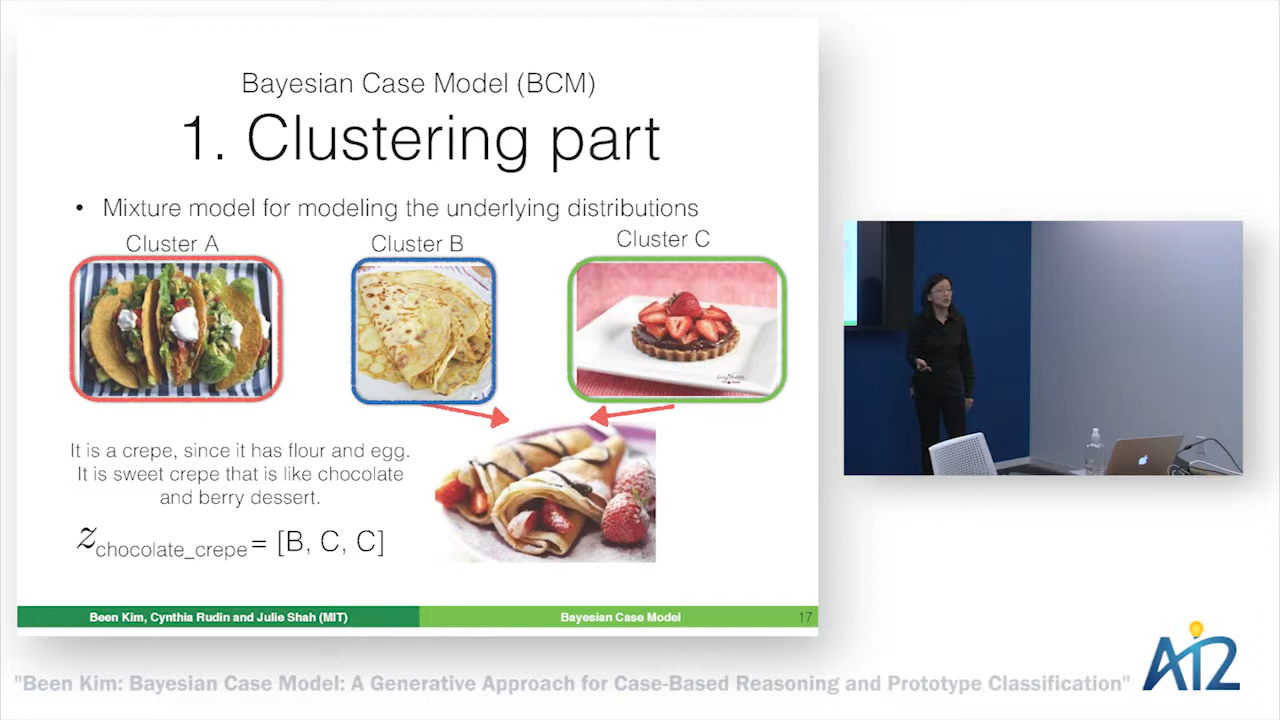 Bayesian Case Model (BCM)
1. Clustering part
• Mixture model for modeling the underlying distributions
Cluster A
Cluster B
Cluster C
It is a crepe, since it has flour and egg.
It is sweet crepe that is like chocolate
and berry dessert.
z chocolate_crepe = [B, C, C]
Been Kim, Cynthia Rudin and Julie Shah (MIT)
Bayesian Case Model
17
AI2
"Been Kim: Bayesian Case Model: A Generative Approach for Case-Based Reasoning and Prototype Classification"